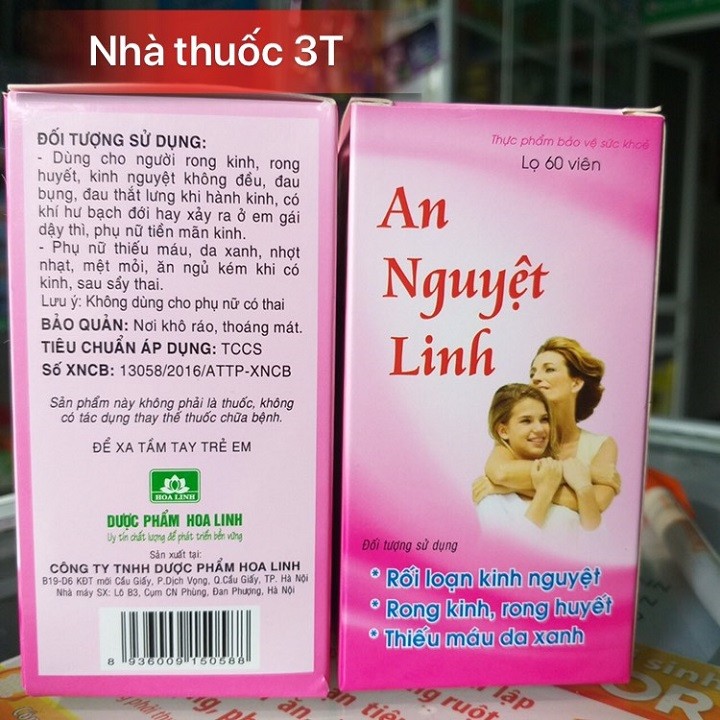 Nhà thuốc 3T
ĐỐI TƯỢNG SỬ DỤNG:
- Dùng cho người rong kinh, rong
huyết, kinh nguyệt không đều, đau
bụng, đau thắt lưng khi hành kinh, có
khí hư bạch đới hay xảy ra ở em gái
dậy thì, phụ nữ tiền mãn kinh.
- Phụ nữ thiếu máu, da xanh, nhợt
nhạt, mệt mỏi, ăn ngủ kém khi có
kinh, sau sẩy thai.
Lưu ý: Không dùng cho phụ nữ có thai
BẢO QUẢN: Nơi khô ráo, thoáng mát.
TIÊU CHUẨN ÁP DỤNG: TCCS
Số XNCB: 13058/2016/ATTP-XNCB
Sản phẩm này không phải là thuốc, không
có tác dụng thay thế thuốc chữa bệnh.
ĐỂ XA TẦM TAY TRẺ EM
HOA LINH
DƯỢC PHẨM HOA LINH
Uy tín chất lượng để phát triển bền vững
Sản xuất tại:
CÔNG TY TNHH DƯỢC PHẨM HOA LINH
B19-D6 KĐT mới Cầu Giấy, P.Dịch Vọng, Q.Cầu Giấy, TP. Hà Nội
Nhà máy SX: Lô B3, Cụm CN Phùng, Đan Phượng, Hà Nội
8 936009 150588
Thực phẩm bảo vệ sức khoẻ
Lọ 60 viên
An
Nguyệt
Linh
Đối tượng sử dụng
* Rối loạn kinh nguyệt
* Rong kinh, rong huyết
* Thiếu máu da xanh
sinh
OR